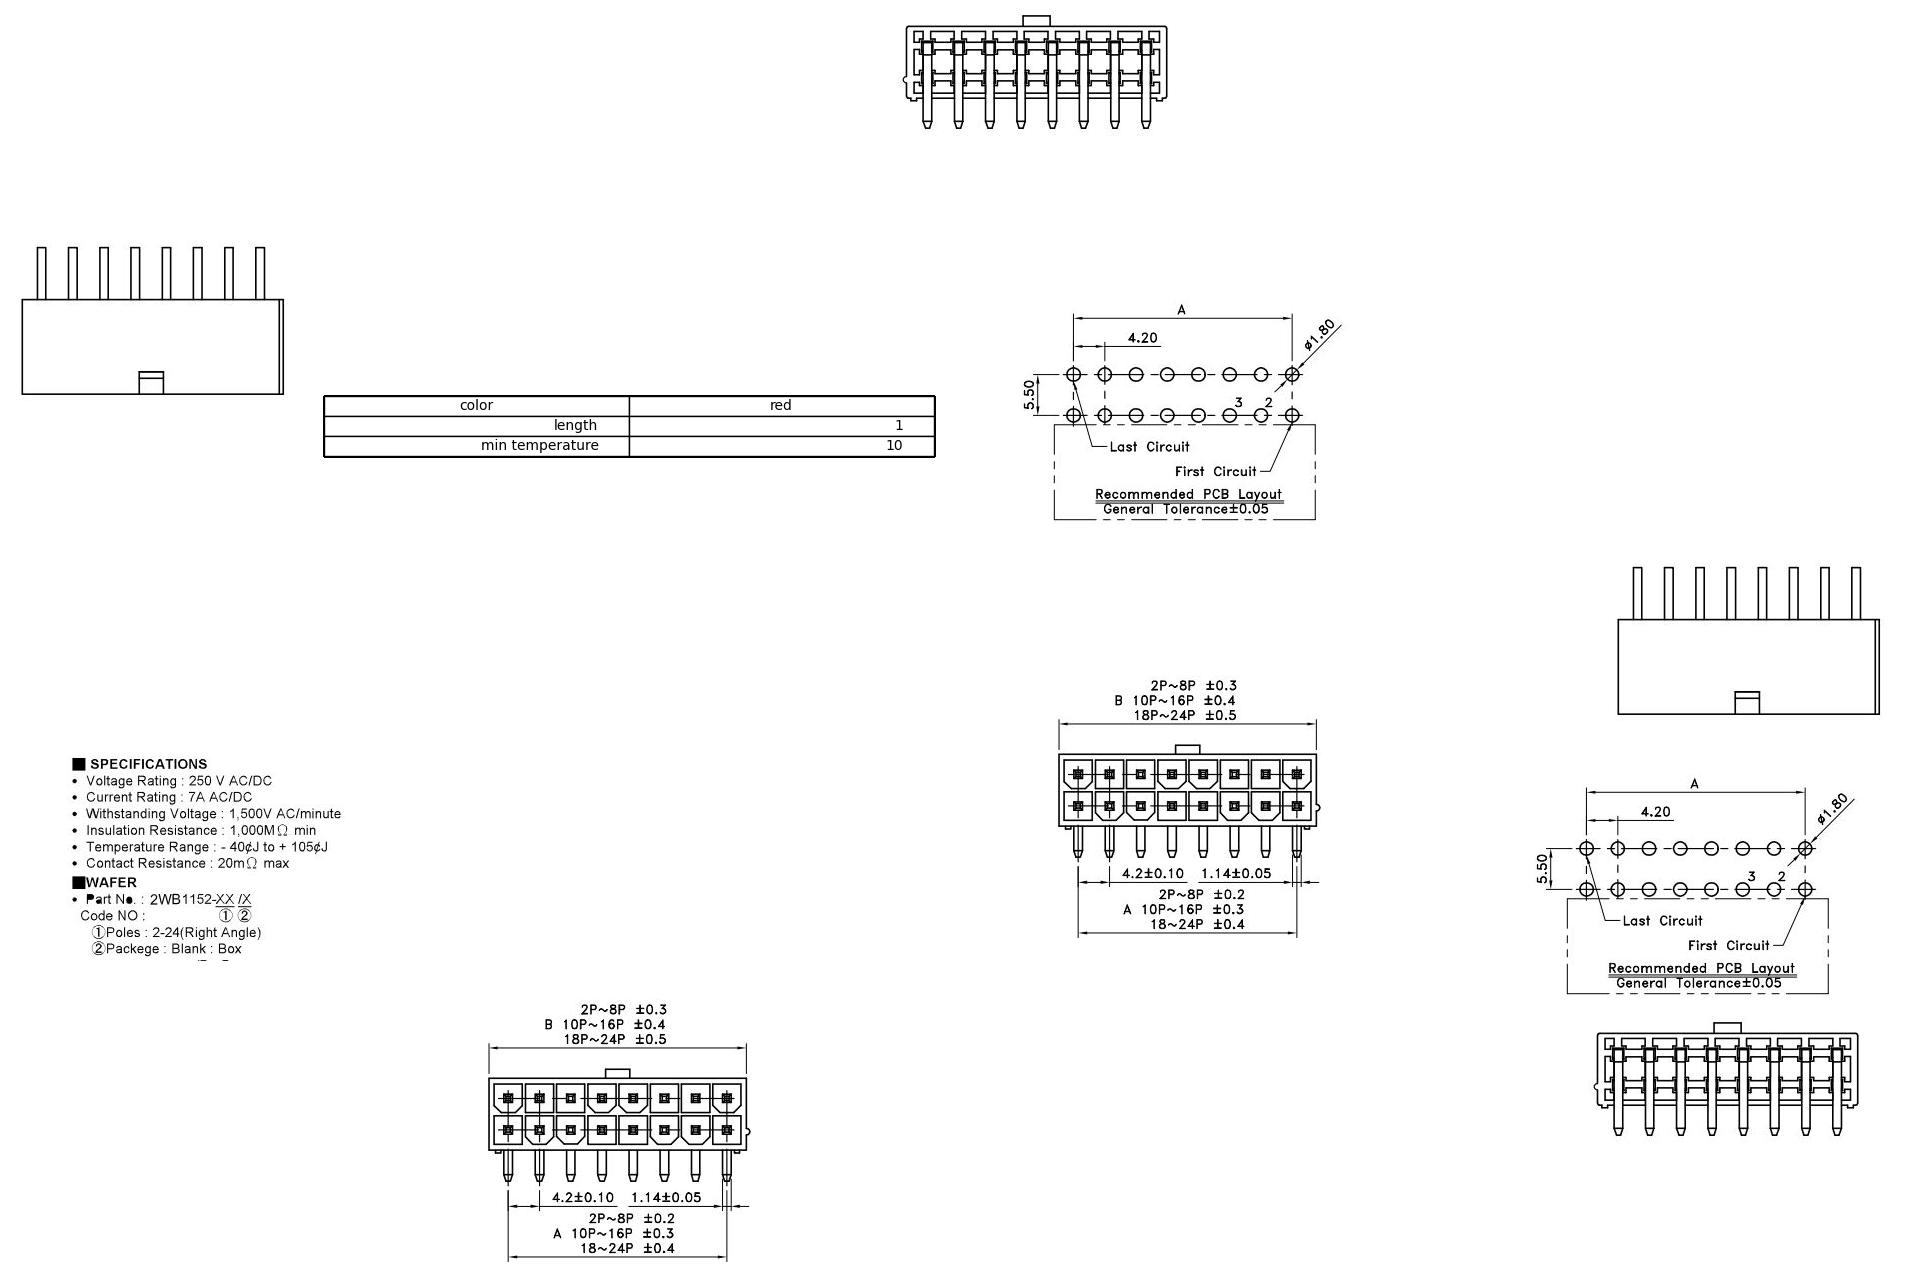 A
4.20
ø1.80
5.50
3 2
Last Circuit
First Circuit
Recommended PCB Layout
General Tolerance±0.05
color red
length 1
min temperature 10
2P~8P ±0.3
B 10P~16P ±0.4
18P~24P ±0.5
4.2±0.10 1.14±0.05
2P~8P ±0.2
A 10P~16P ±0.3
18~24P ±0.4
■ SPECIFICATIONS
• Voltage Rating : 250 V AC/DC
• Current Rating : 7A AC/DC
• Withstanding Voltage : 1,500V AC/minute
• Insulation Resistance : 1,000MΩ min
• Temperature Range : - 40¢J to + 105¢J
• Contact Resistance : 20mΩ max
■WAFER
• Part No. : 2WB1152-XX /X
Code NO : ① ②
①Poles : 2-24(Right Angle)
②Packege : Blank : Box
A
4.20
ø1.80
5.50
3 2
Last Circuit
First Circuit
Recommended PCB Layout
General Tolerance±0.05
2P~8P ±0.3
B 10P~16P ±0.4
18P~24P ±0.5
4.2±0.10 1.14±0.05
2P~8P ±0.2
A 10P~16P ±0.3
18~24P ±0.4